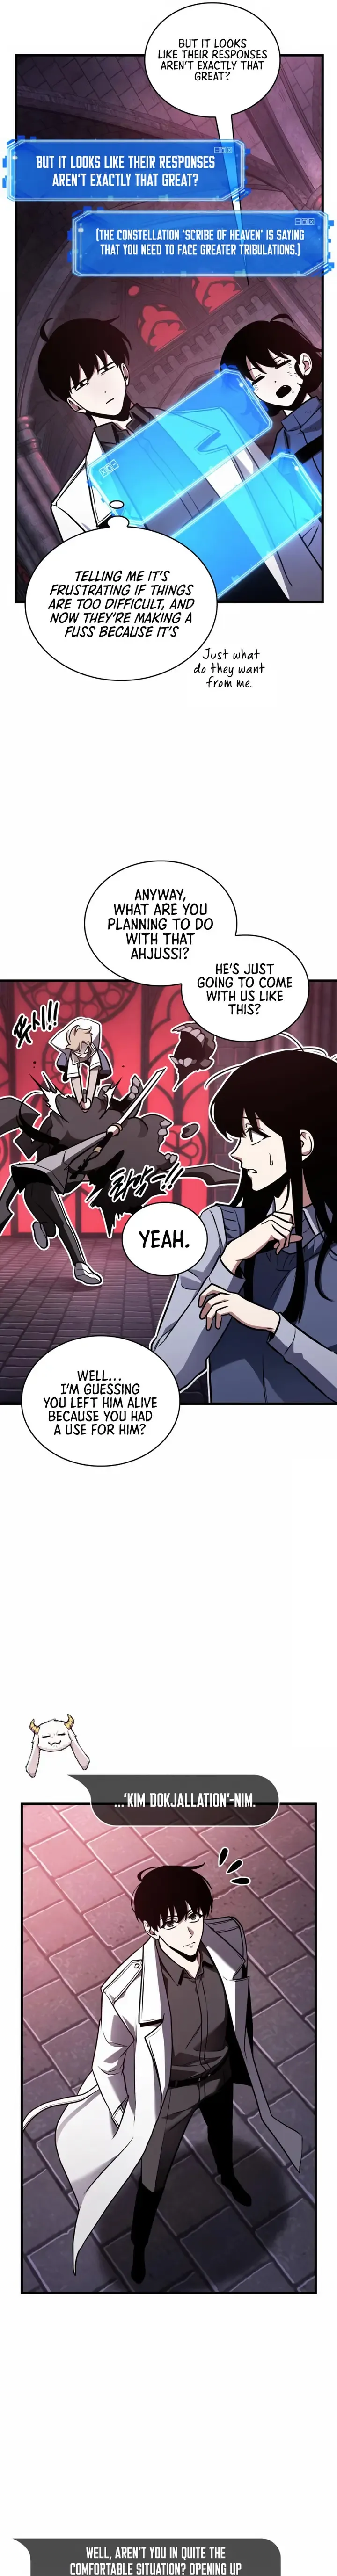 BUT IT LOOKS
LIKE THEIR RESPONSES
AREN'T EXACTLY THAT
GREAT?
BUT IT LOOKS LIKE THEIR RESPONSES
AREN'T EXACTLY THAT GREAT?
[THE CONSTELLATION 'SCRIBE OF HEAVEN' IS SAYING
THAT YOU NEED TO FACE GREATER TRIBULATIONS.]
TELLING ME IT'S
FRUSTRATING IF THINGS
ARE TOO DIFFICULT, AND
NOW THEY'RE MAKING A
FUSS BECAUSE IT'S
Just what
do they want
from me.
ANYWAY,
WHAT ARE YOU
PLANNING TO DO
WITH THAT
AHJUSSI?
HE'S JUST
GOING TO COME
WITH US LIKE
THIS?
YEAH.
WELL...
I'M GUESSING
YOU LEFT HIM ALIVE
BECAUSE YOU HAD
A USE FOR HIM?
...'KIM DOKJALLATION'-NIM.
WELL, AREN'T YOU IN QUITE THE
COMFORTABLE SITUATION? OPENING UP